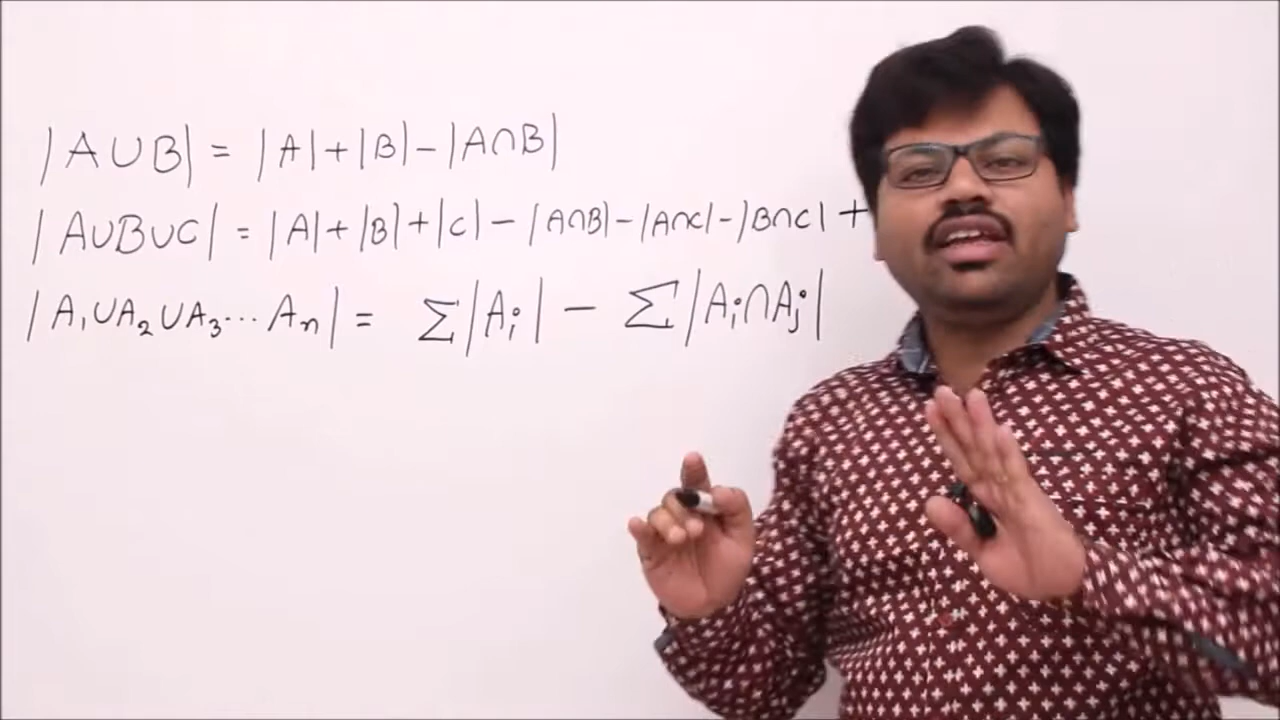 |A∪B| = |A|+|B|-|A∩B|
|A∪B∪C| = |A|+|B|+|C|-|A∩B|-|A∩C|-|B∩C|+
|A₁∪A₂∪A₃...Aₙ| = Σ|Aᵢ| - Σ|Aᵢ∩Aⱼ|